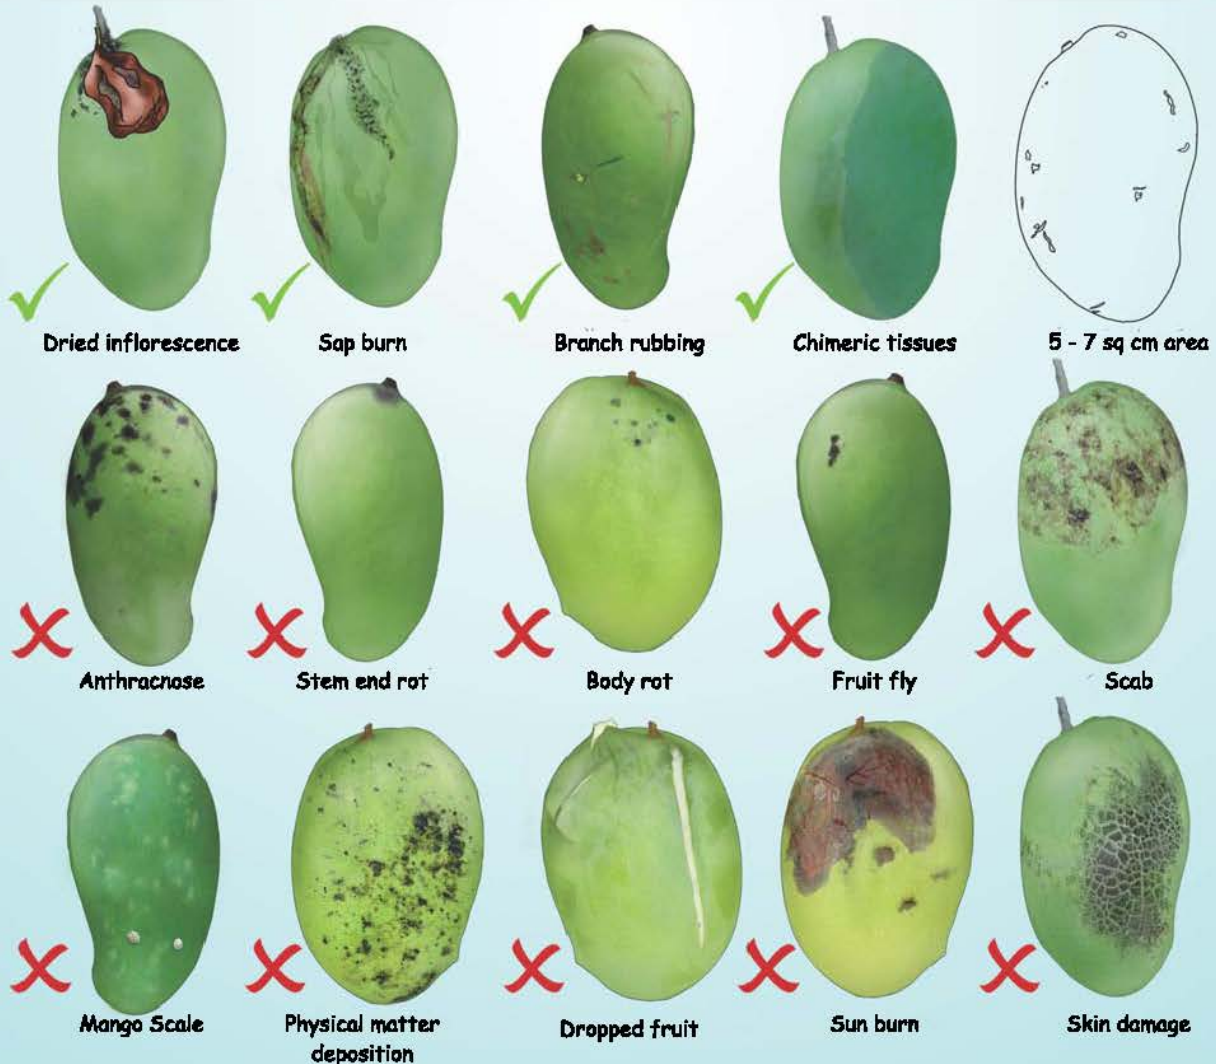 Dried inflorescence
Sap burn
Branch rubbing
Chimeric tissues
5 - 7 sq cm area
Anthracnose
Stem end rot
Body rot
Fruit fly
Scab
Mango Scale
Physical matter
deposition
Dropped fruit
Sun burn
Skin damage